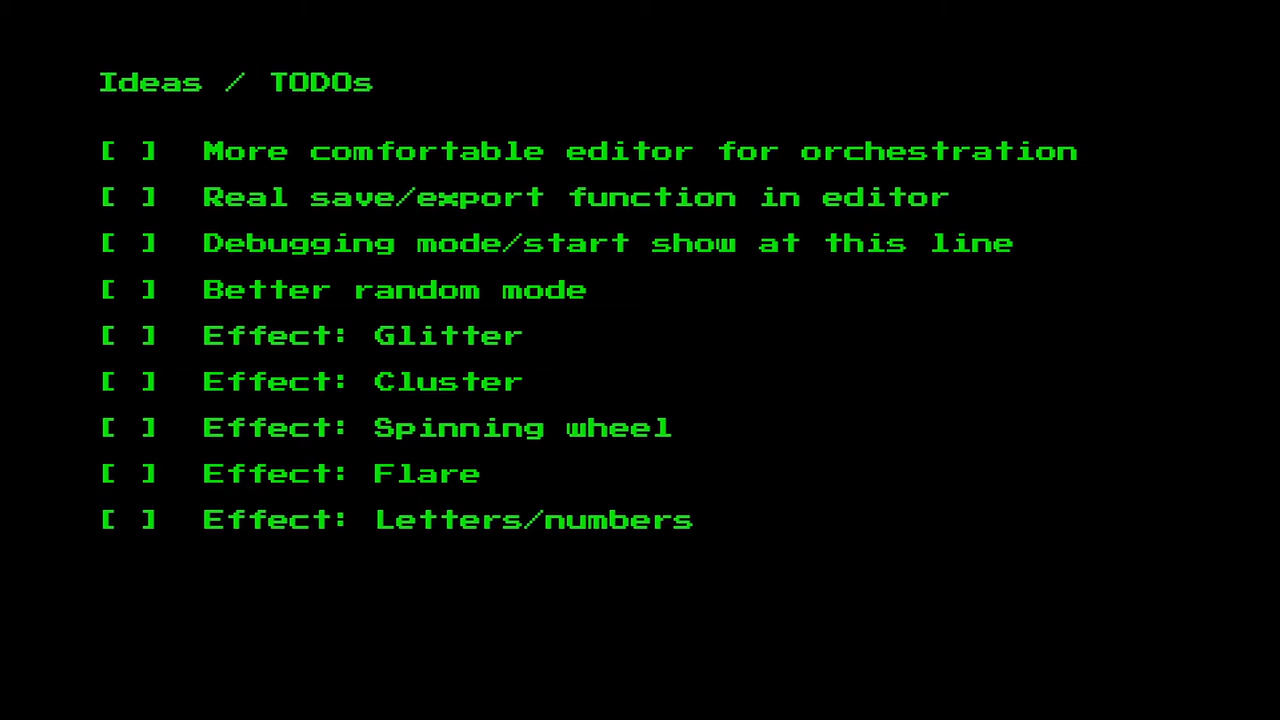 Ideas / TODOs
[ ] More comfortable editor for orchestration
[ ] Real save/export function in editor
[ ] Debugging mode/start show at this line
[ ] Better random mode
[ ] Effect: Glitter
[ ] Effect: Cluster
[ ] Effect: Spinning wheel
[ ] Effect: Flare
[ ] Effect: Letters/numbers